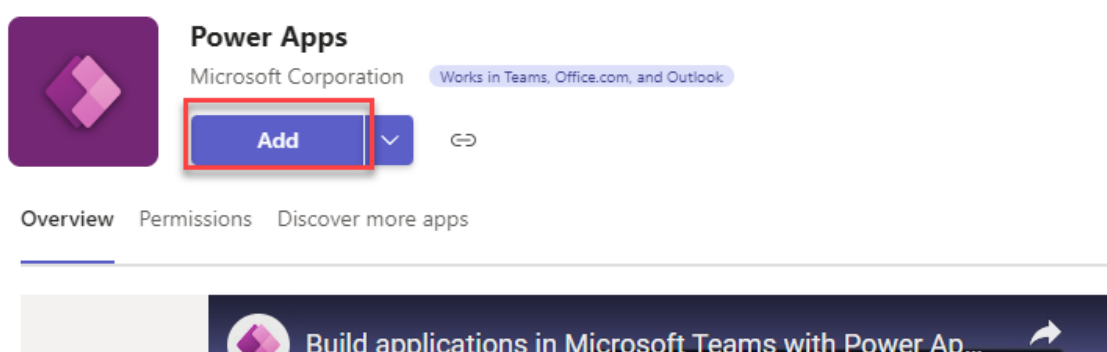 Power Apps
Microsoft Corporation Works in Teams, Office.com, and Outlook
Add
Overview Permissions Discover more apps
Build applications in Microsoft Teams with Power Ap...